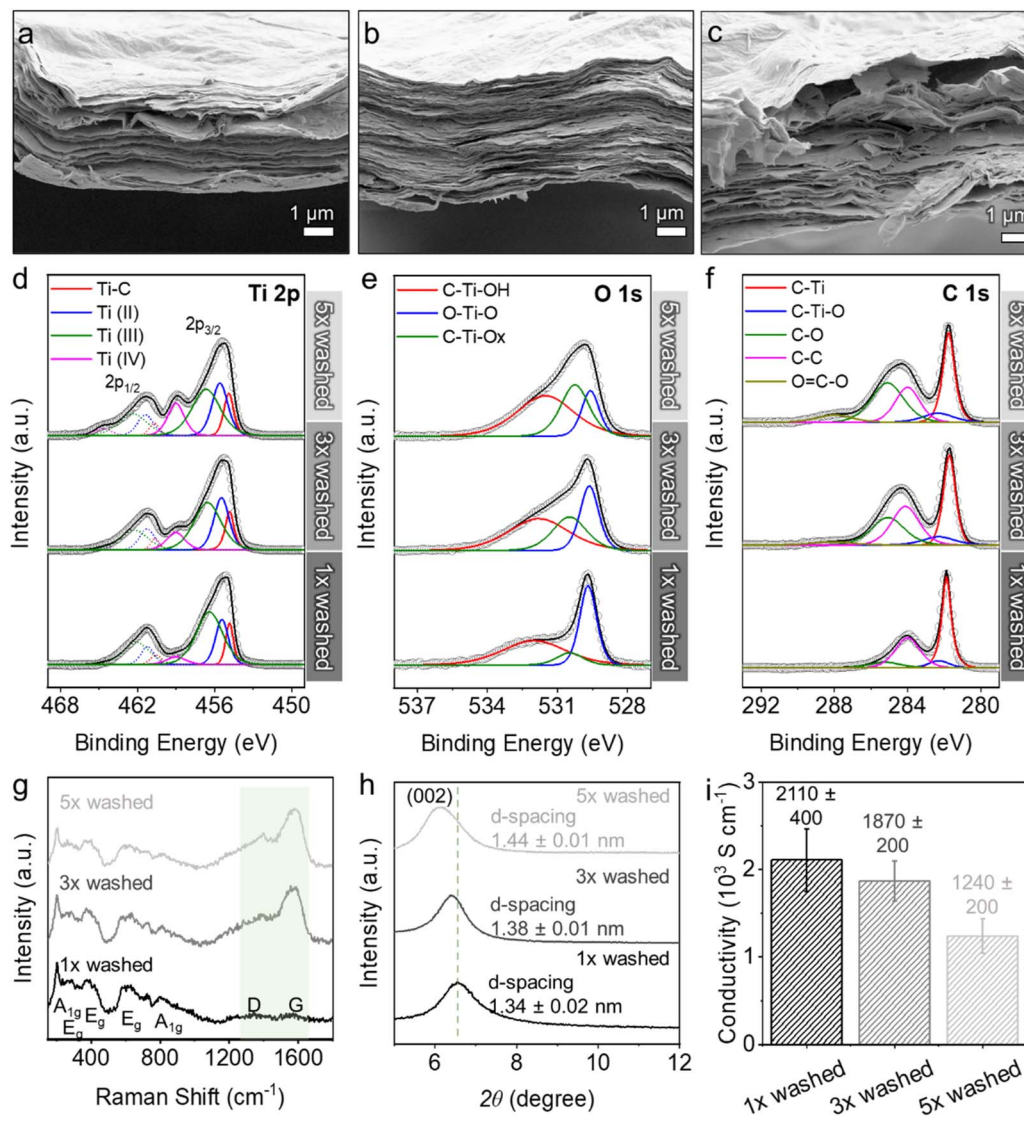 a
1 μm
b
1 μm
c
1 μm
d
Ti-C
Ti (II)
Ti (III)
Ti (IV)
Ti 2p
2p3/2
2p1/2
5x washed
3x washed
1x washed
Intensity (a.u.)
468 462 456 450
Binding Energy (eV)
e
C-Ti-OH
O-Ti-O
C-Ti-Ox
O 1s
5x washed
3x washed
1x washed
Intensity (a.u.)
537 534 531 528
Binding Energy (eV)
f
C-Ti
C-Ti-O
C-O
C-C
O=C-O
C 1s
5x washed
3x washed
1x washed
Intensity (a.u.)
292 288 284 280
Binding Energy (eV)
g
5x washed
3x washed
1x washed
A1g
Eg
Eg
Eg
A1g
D
G
Intensity (a.u.)
400 800 1200 1600
Raman Shift (cm-1)
h
(002)
5x washed
d-spacing
1.44 ± 0.01 nm
3x washed
d-spacing
1.38 ± 0.01 nm
1x washed
d-spacing
1.34 ± 0.02 nm
Intensity (a.u.)
6 8 10 12
2θ (degree)
i
2110 ±
400
1870 ±
200
1240 ±
200
Conductivity (10³ S cm-1)
3
2
1
0
1x washed
3x washed
5x washed